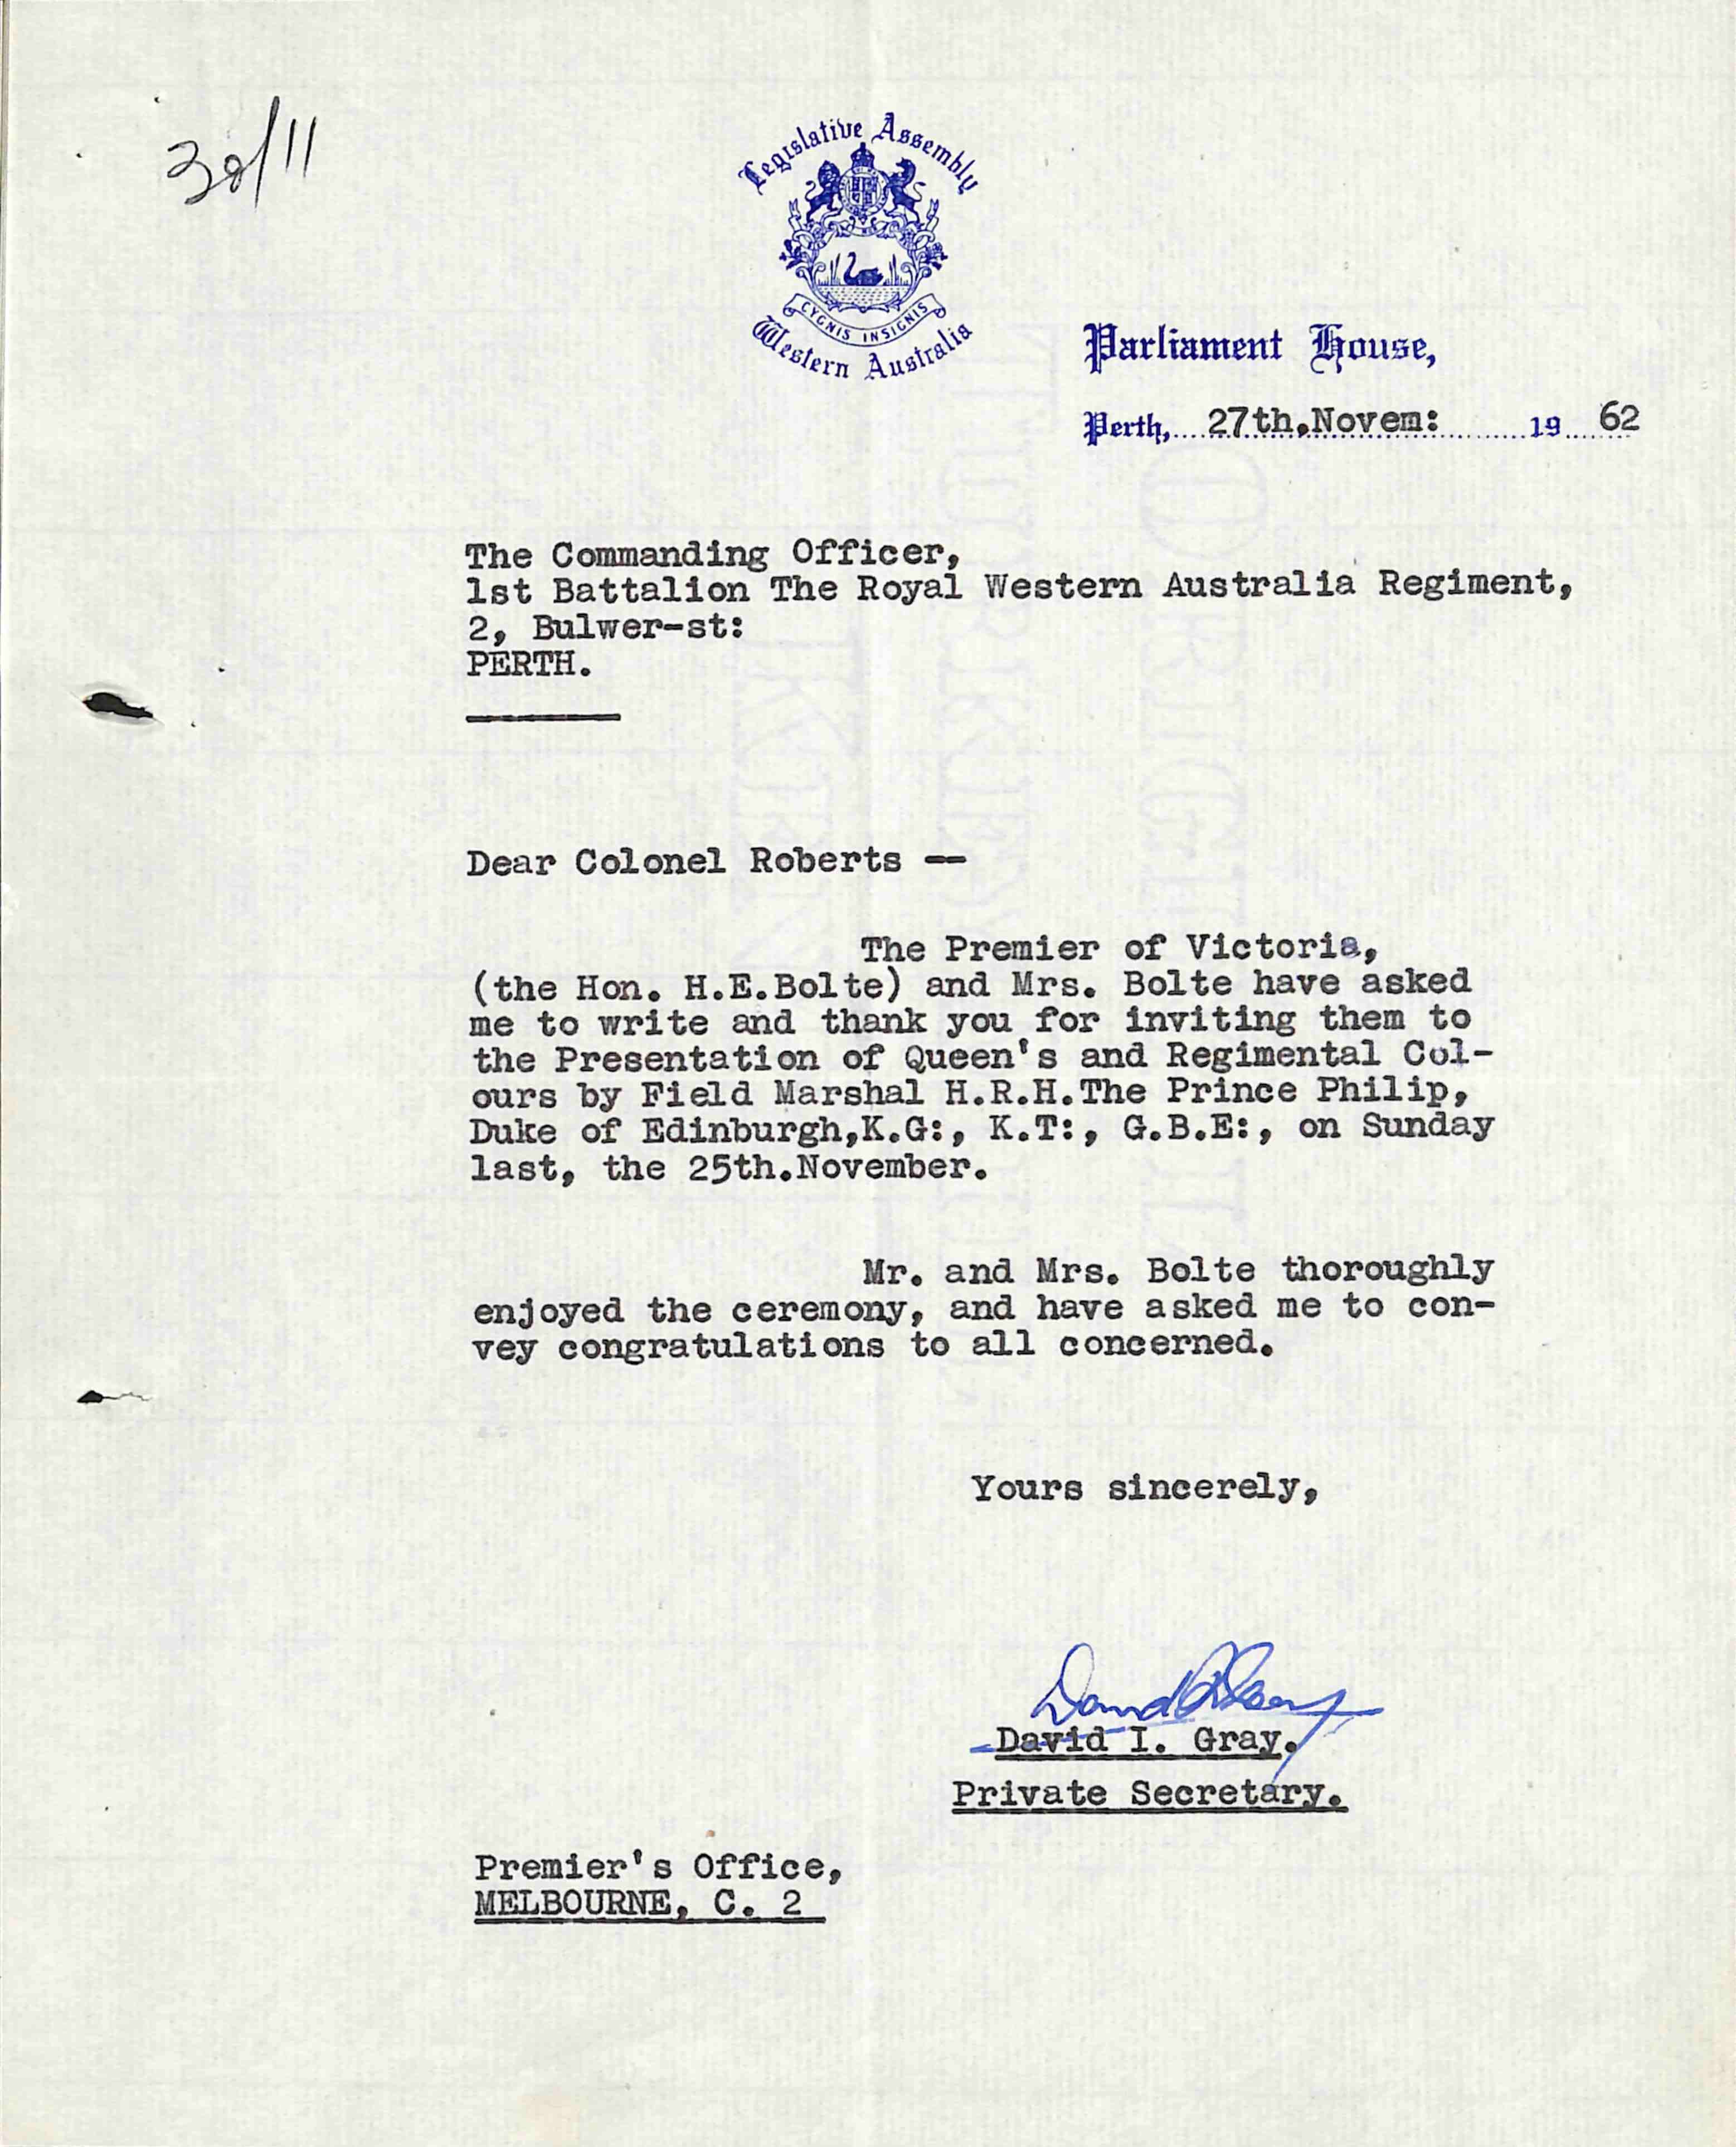 30/11
Legislative Assembly
CYGNIS INSIGNIS
Western Australia
Parliament House,
Perth, 27th.Novem: 19 62
The Commanding Officer,
1st Battalion The Royal Western Australia Regiment,
2, Bulwer-st:
PERTH.
Dear Colonel Roberts --
The Premier of Victoria,
(the Hon. H.E.Bolte) and Mrs. Bolte have asked
me to write and thank you for inviting them to
the Presentation of Queen's and Regimental Col-
ours by Field Marshal H.R.H.The Prince Philip,
Duke of Edinburgh,K.G:, K.T:, G.B.E:, on Sunday
last, the 25th.November.
Mr. and Mrs. Bolte thoroughly
enjoyed the ceremony, and have asked me to con-
vey congratulations to all concerned.
Yours sincerely,
David I. Gray.
Private Secretary.
Premier's Office,
MELBOURNE, C. 2